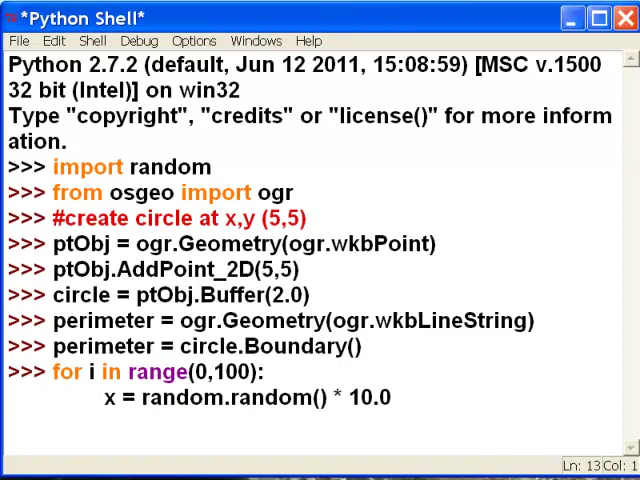 *Python Shell*
File Edit Shell Debug Options Windows Help
Python 2.7.2 (default, Jun 12 2011, 15:08:59) [MSC v.1500
32 bit (Intel)] on win32
Type "copyright", "credits" or "license()" for more inform
ation.
>>> import random
>>> from osgeo import ogr
>>> #create circle at x,y (5,5)
>>> ptObj = ogr.Geometry(ogr.wkbPoint)
>>> ptObj.AddPoint_2D(5,5)
>>> circle = ptObj.Buffer(2.0)
>>> perimeter = ogr.Geometry(ogr.wkbLineString)
>>> perimeter = circle.Boundary()
>>> for i in range(0,100):
x = random.random() * 10.0
Ln: 13 Col: 1